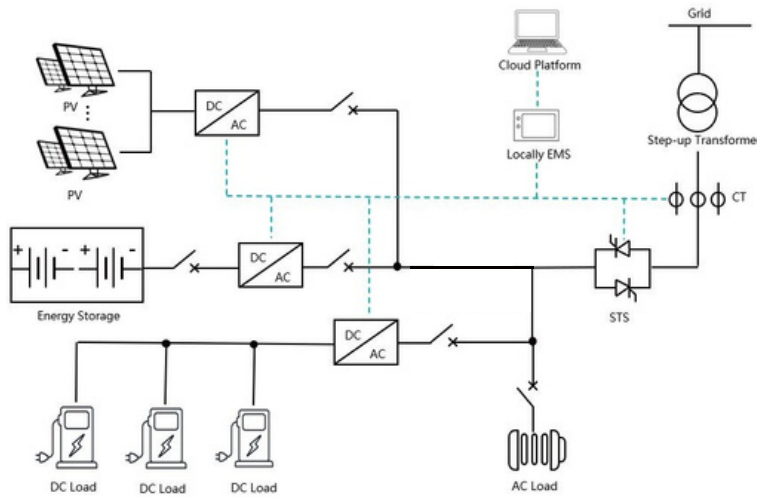 Grid
Cloud Platform
PV
DC
AC
Step-up Transforme
Locally EMS
PV
CT
+ - + -
DC
AC
Energy Storage
STS
DC
AC
DC Load
DC Load
DC Load
AC Load